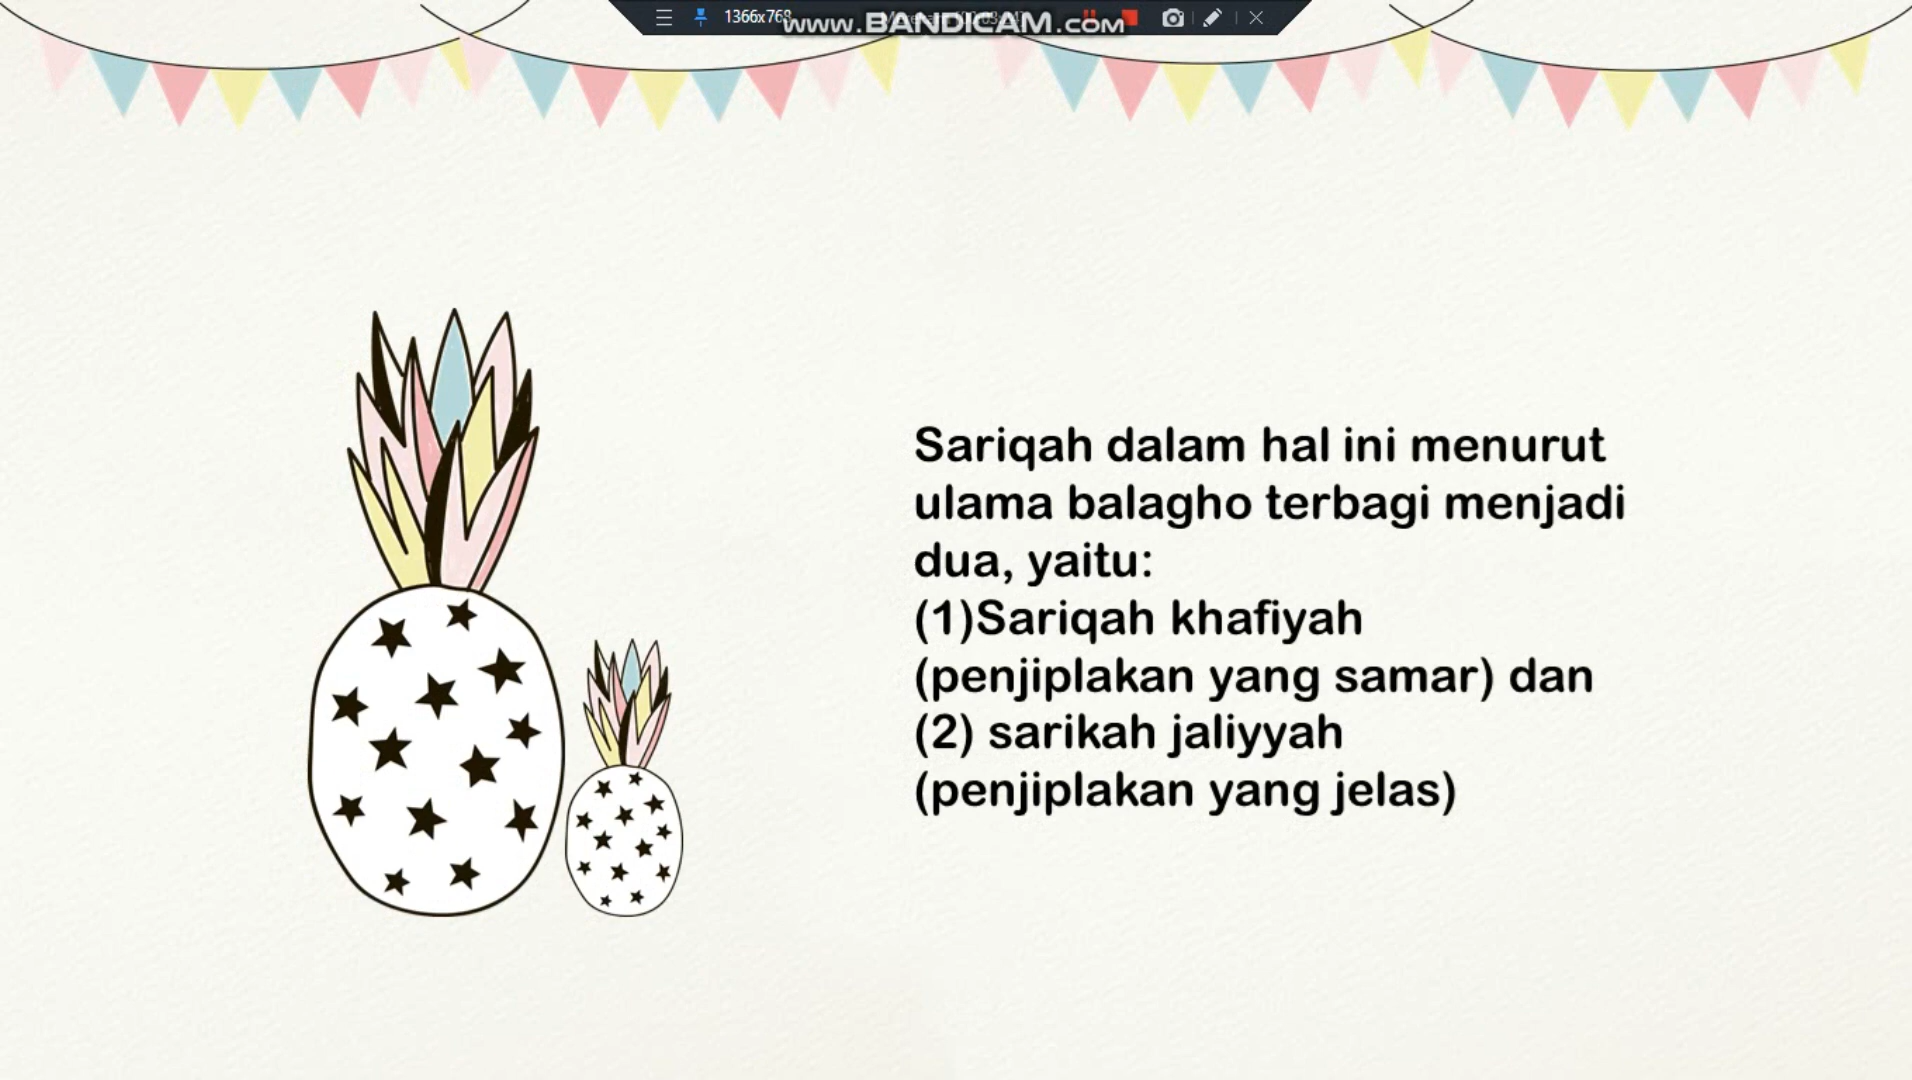 1366x768
www.BANDICAM.com
Sariqah dalam hal ini menurut
ulama balagho terbagi menjadi
dua, yaitu:
(1)Sariqah khafiyah
(penjiplakan yang samar) dan
(2) sarikah jaliyyah
(penjiplakan yang jelas)